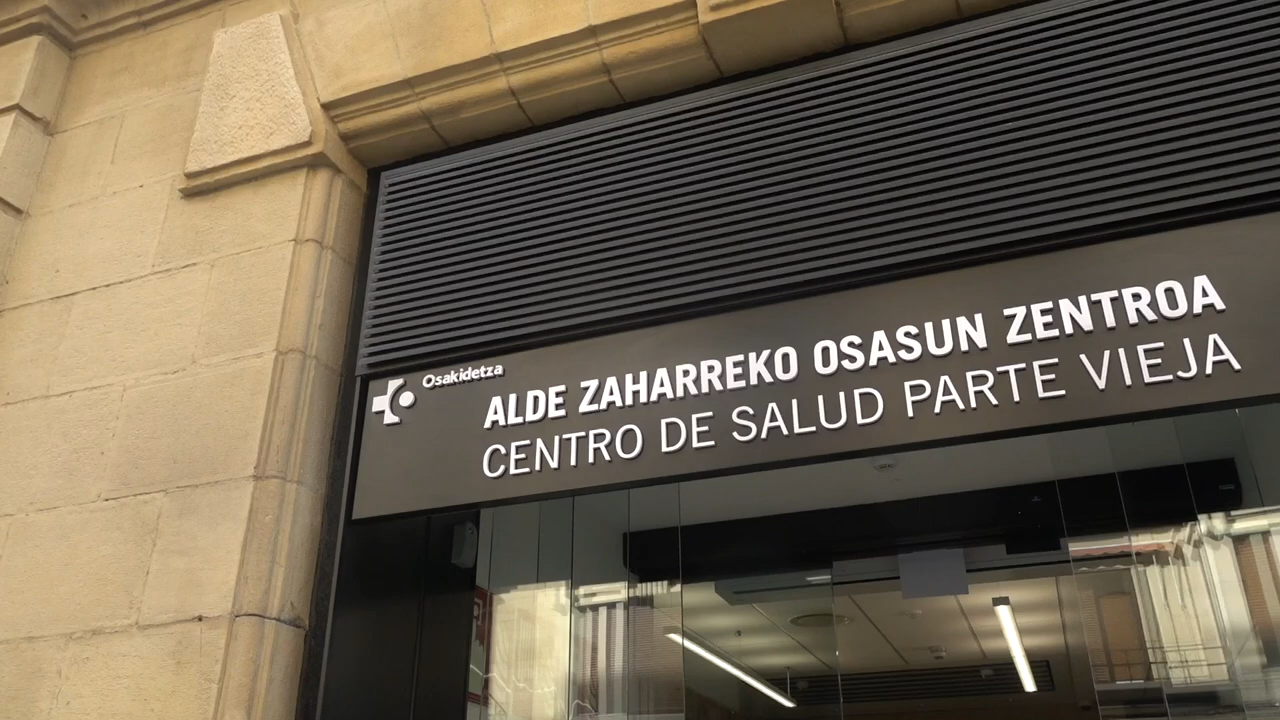 Osakidetza
ALDE ZAHARREKO OSASUN ZENTROA
CENTRO DE SALUD PARTE VIEJA